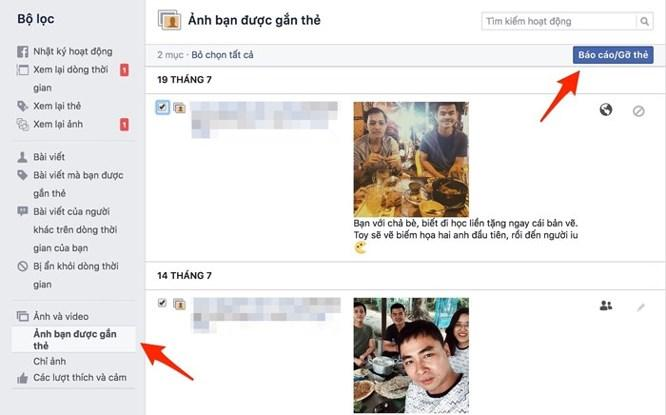 Bộ lọc
Nhật ký hoạt động
Xem lại dòng thời
gian
1
Xem lại thẻ
Xem lại ảnh
1
Bài viết
Bài viết mà bạn được
gắn thẻ
Bài viết của người
khác trên dòng thời
gian của bạn
Bị ẩn khỏi dòng thời
gian
Ảnh và video
Ảnh bạn được gắn
thẻ
Chỉ ảnh
Các lượt thích và cảm
Ảnh bạn được gắn thẻ
Tìm kiếm hoạt động
2 mục · Bỏ chọn tất cả
Báo cáo/Gỡ thẻ
19 THÁNG 7
Bạn với chả bè, biết đi học liền tặng ngay cái bản vẽ.
Toy sẽ vẽ biếm họa hai anh đầu tiên, rồi đến người iu
14 THÁNG 7